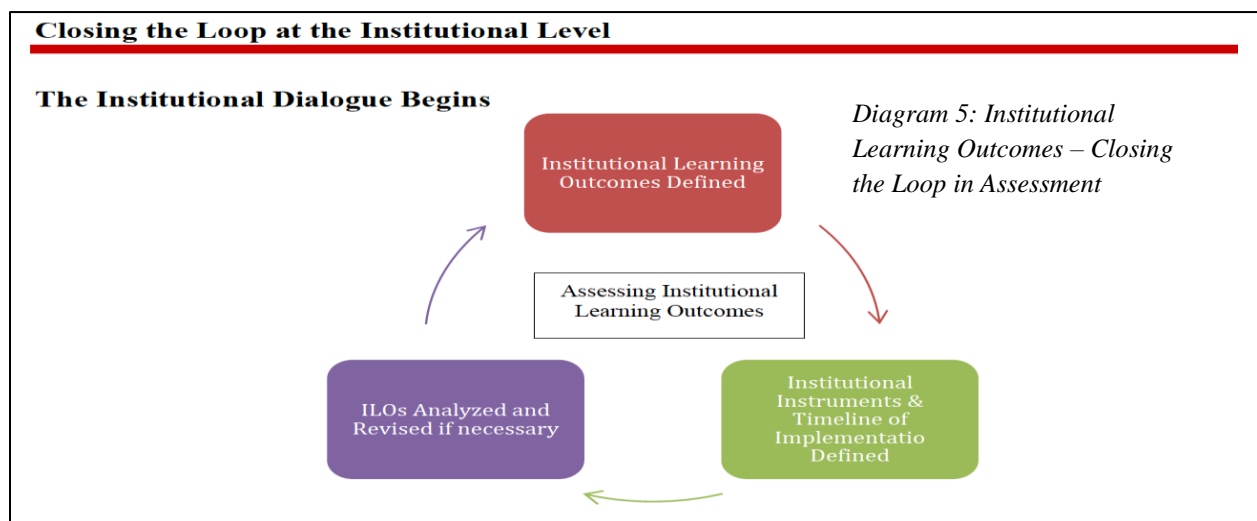 Closing the Loop at the Institutional Level
The Institutional Dialogue Begins
Diagram 5: Institutional
Learning Outcomes – Closing
the Loop in Assessment
Institutional Learning
Outcomes Defined
Assessing Institutional
Learning Outcomes
ILOs Analyzed and
Revised if necessary
Institutional
Instruments &
Timeline of
Implementatio
Defined